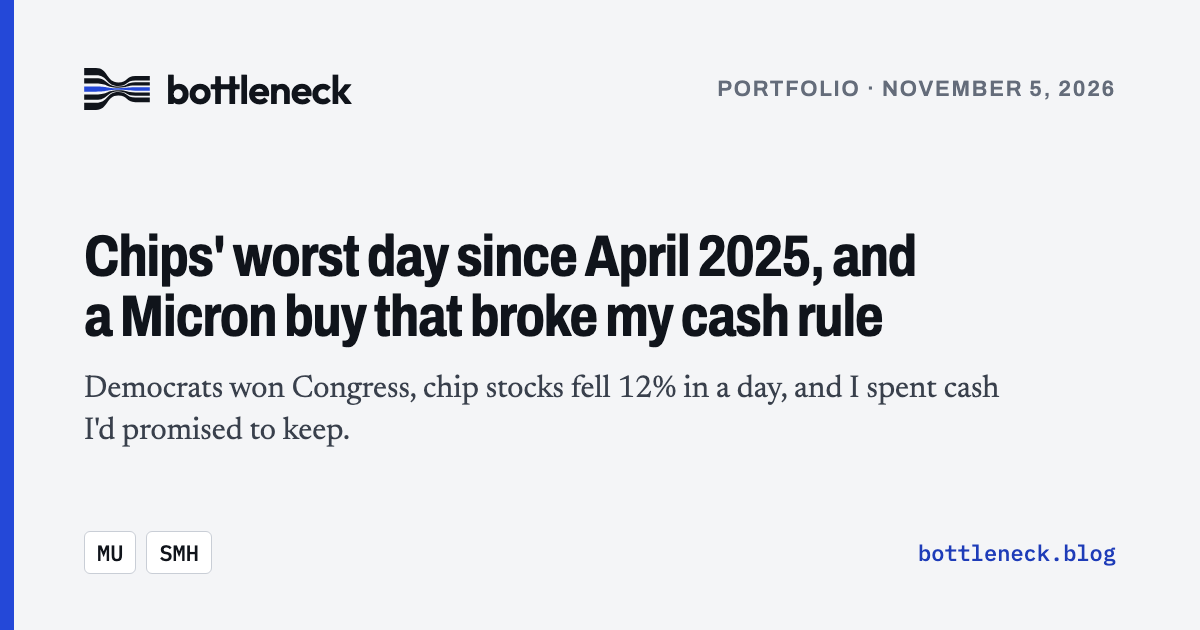 bottleneck
PORTFOLIO · NOVEMBER 5, 2026
Chips' worst day since April 2025, and
a Micron buy that broke my cash rule
Democrats won Congress, chip stocks fell 12% in a day, and I spent cash
I'd promised to keep.
MU
SMH
bottleneck.blog